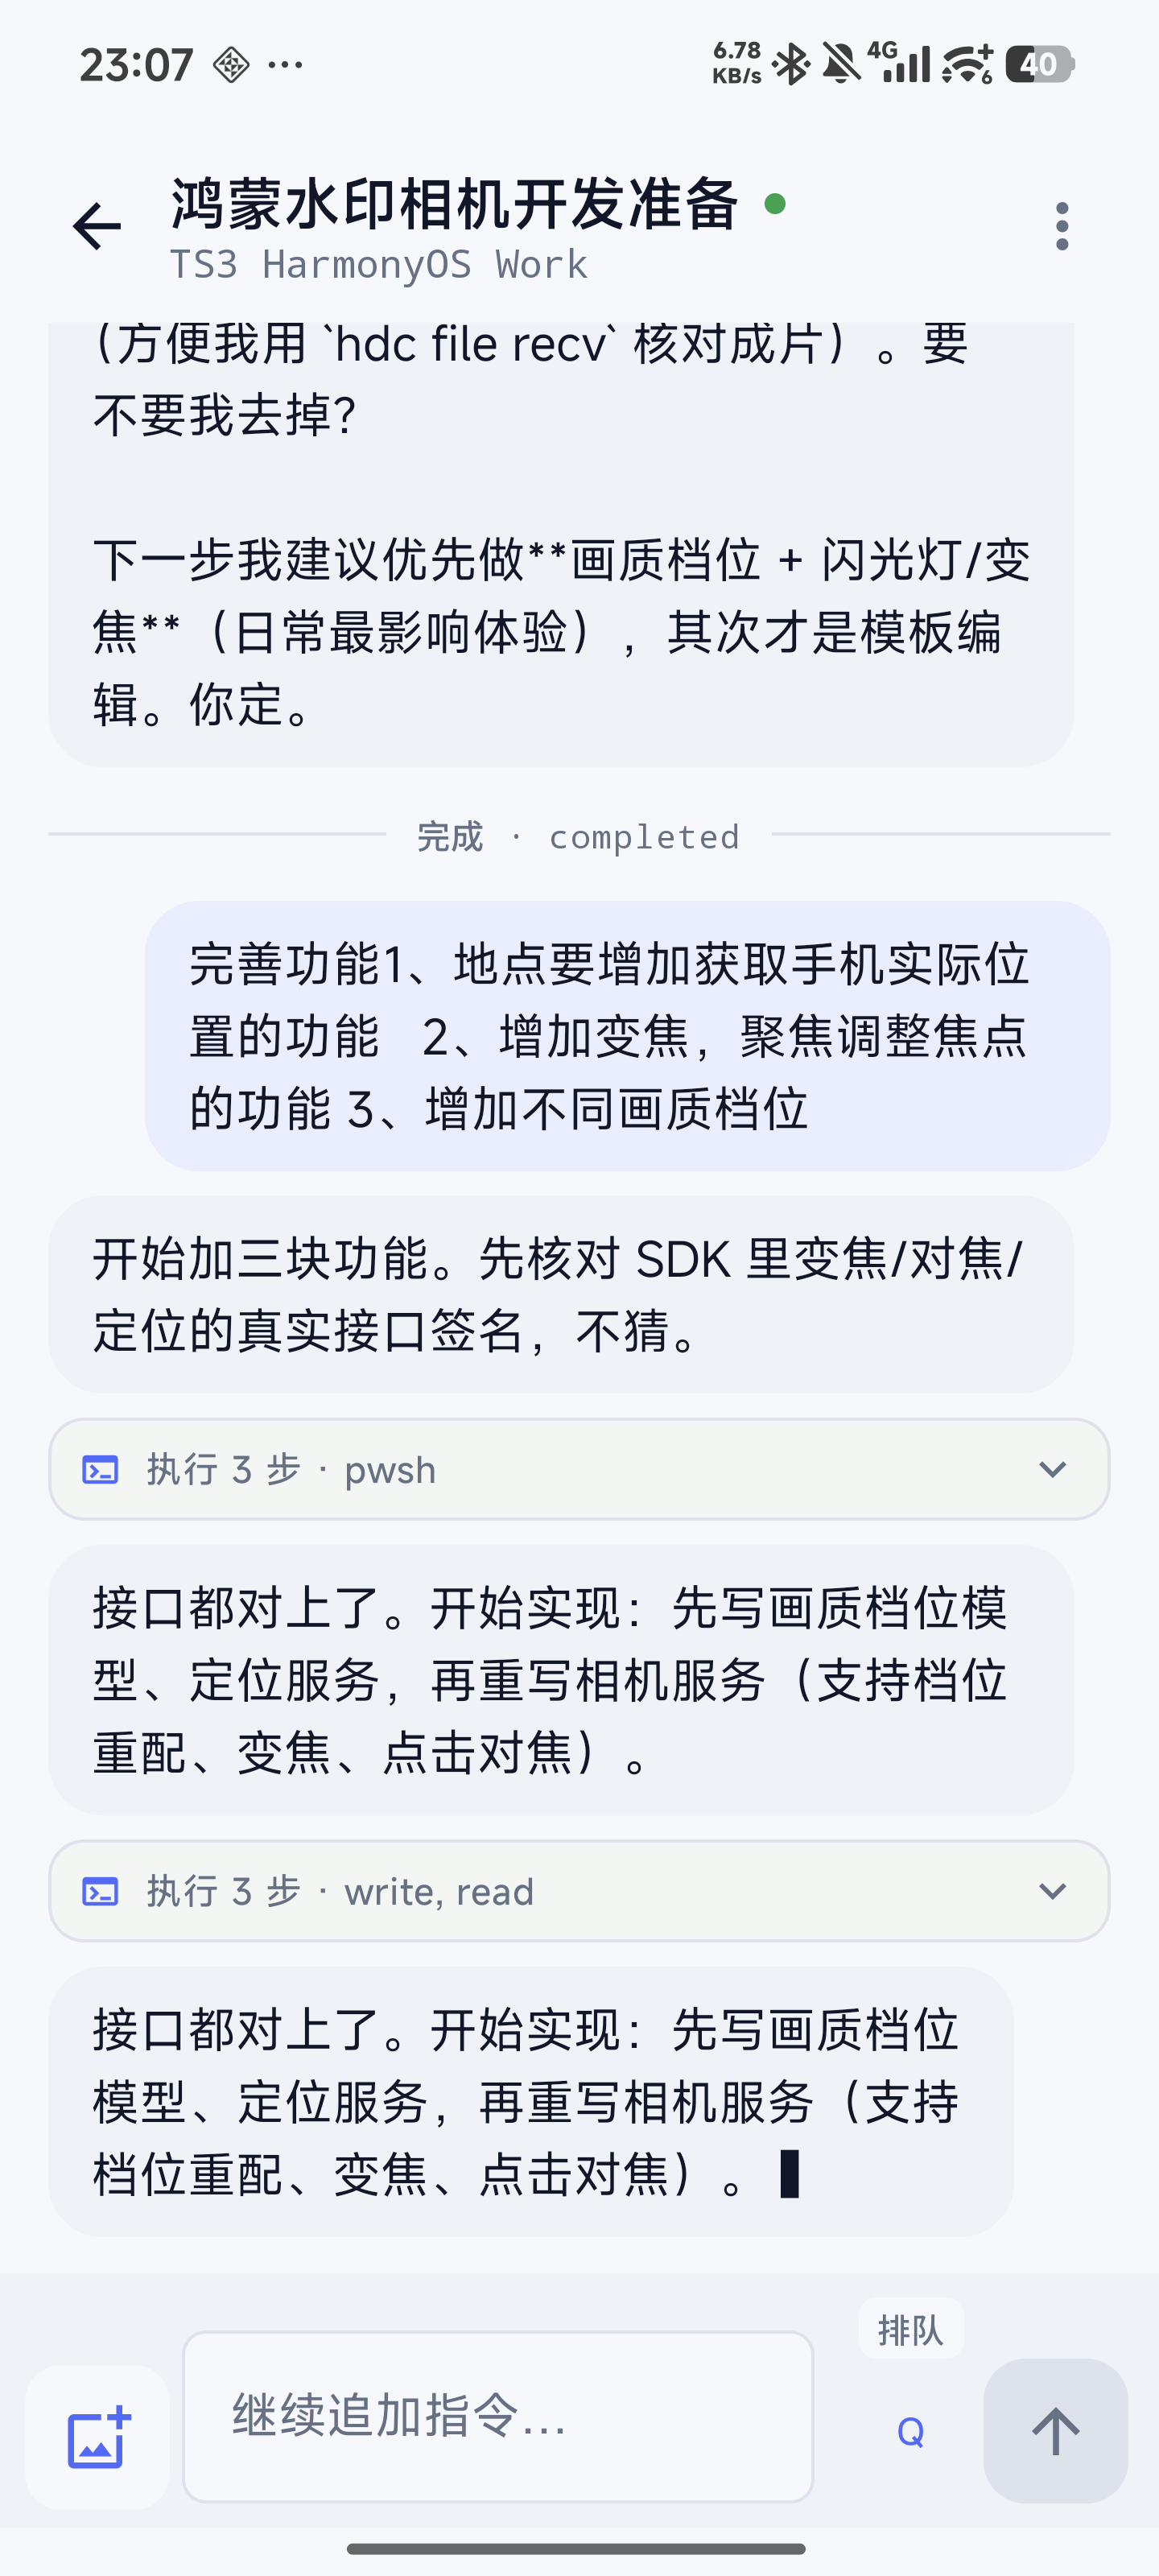 23:07 ...
6.78 KB/s 4G 6 40
鸿蒙水印相机开发准备
TS3 HarmonyOS Work
（方便我用 `hdc file recv` 核对成片）。要
不要我去掉？
下一步我建议优先做**画质档位 + 闪光灯/变
焦**（日常最影响体验），其次才是模板编
辑。你定。
完成 · completed
完善功能1、地点要增加获取手机实际位
置的功能 2、增加变焦，聚焦调整焦点
的功能 3、增加不同画质档位
开始加三块功能。先核对 SDK 里变焦/对焦/
定位的真实接口签名，不猜。
执行 3 步 · pwsh
接口都对上了。开始实现：先写画质档位模
型、定位服务，再重写相机服务（支持档位
重配、变焦、点击对焦）。
执行 3 步 · write, read
接口都对上了。开始实现：先写画质档位
模型、定位服务，再重写相机服务（支持
档位重配、变焦、点击对焦）。
排队
继续追加指令...
Q